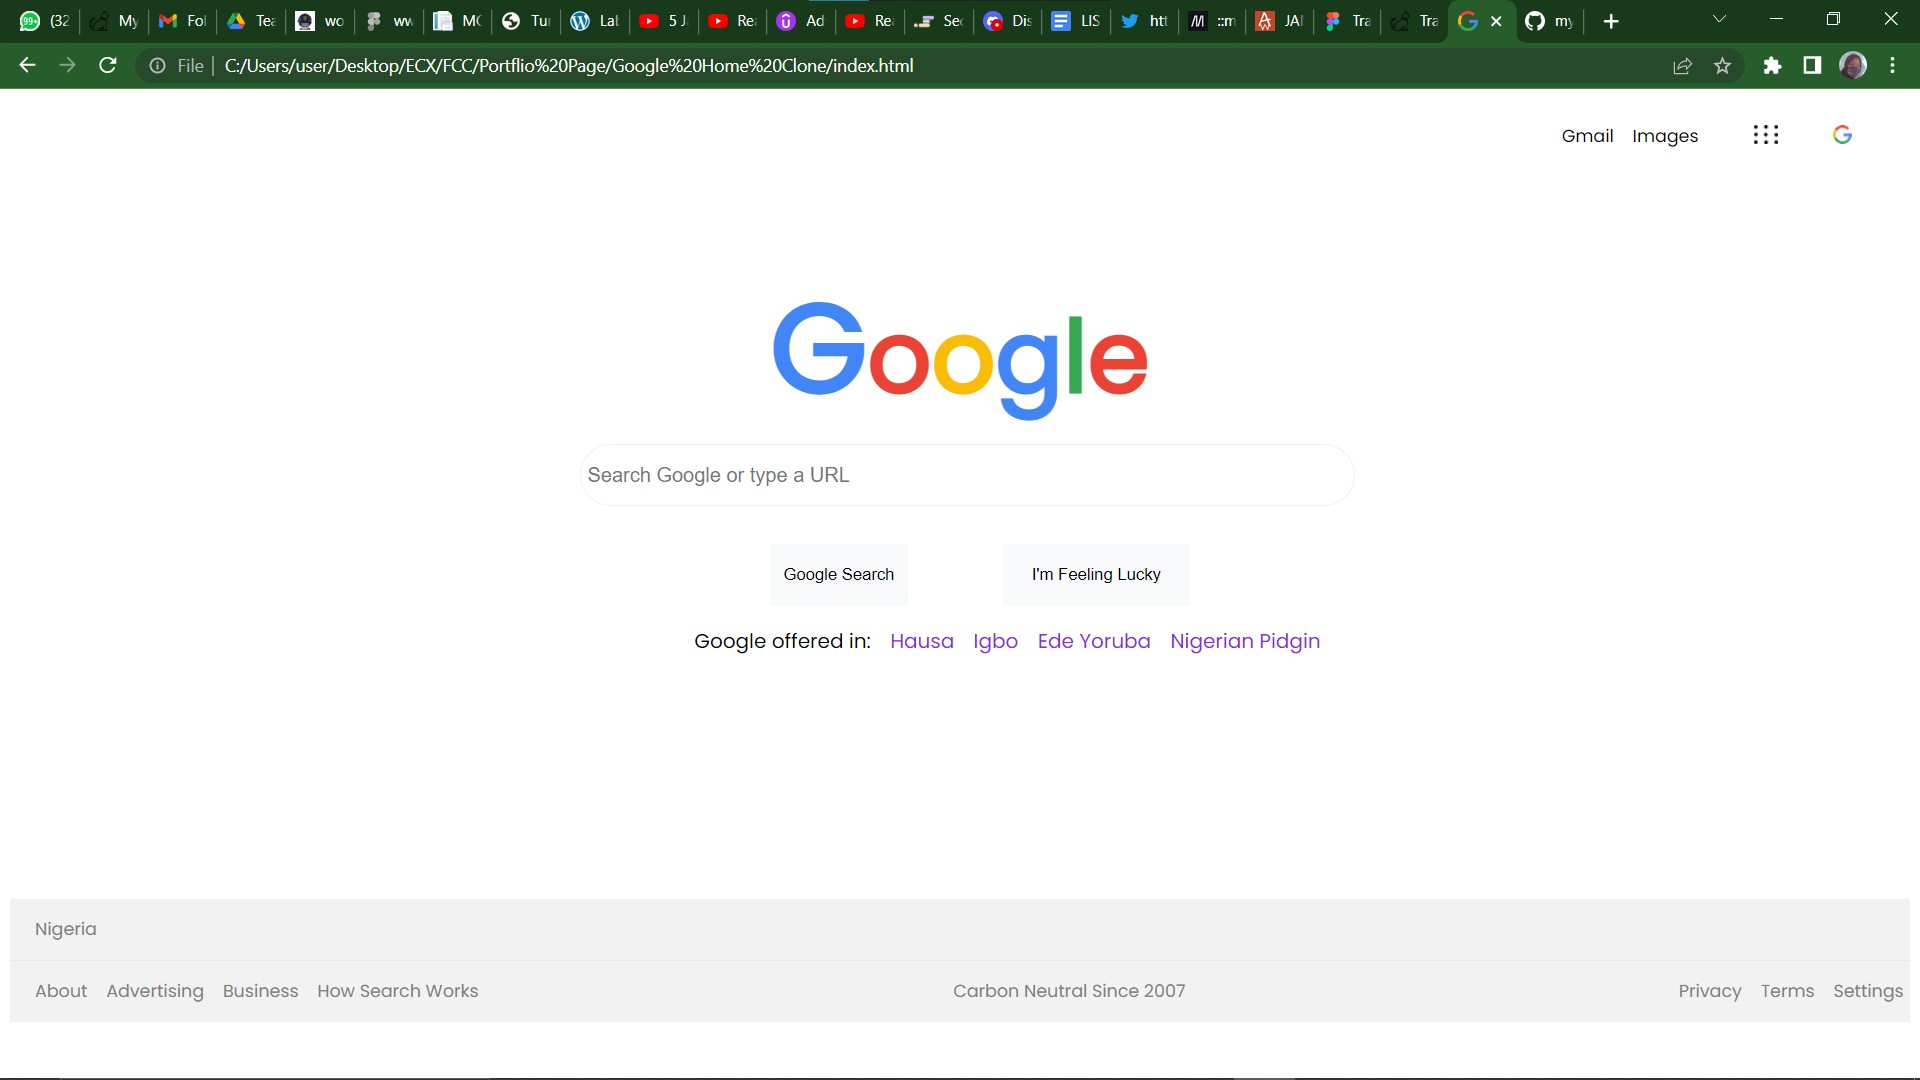 (32 My Fol Tea wo ww MC Tu Lal 5 J Re Ad Re Sec Dis LIS htt ::m JAI Tra Tra my
File C:/Users/user/Desktop/ECX/FCC/Portflio%20Page/Google%20Home%20Clone/index.html
Gmail Images
Google
Search Google or type a URL
Google Search I'm Feeling Lucky
Google offered in: Hausa Igbo Ede Yoruba Nigerian Pidgin
Nigeria
About Advertising Business How Search Works Carbon Neutral Since 2007 Privacy Terms Settings